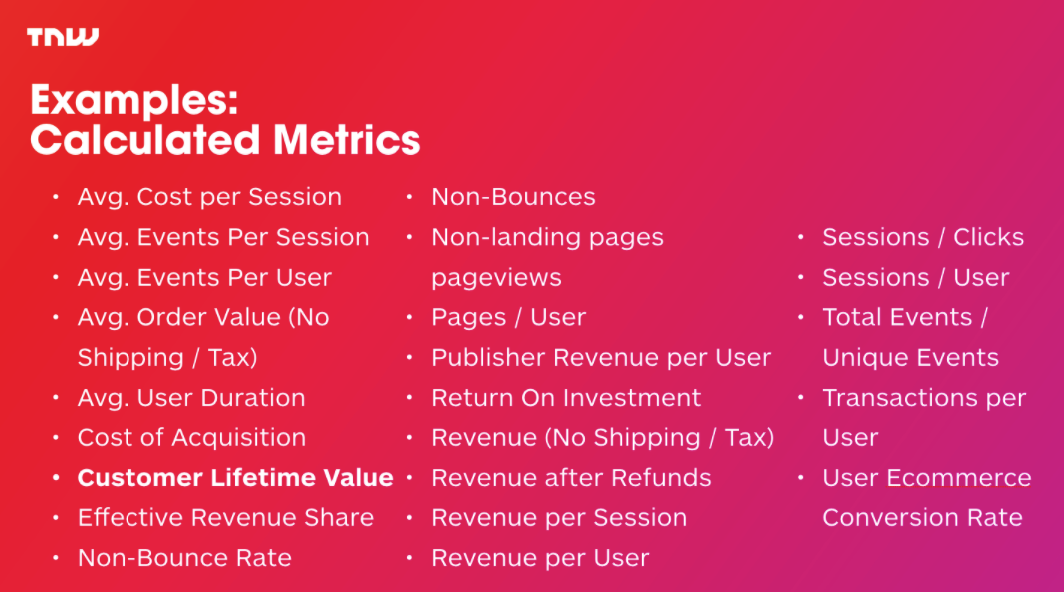 TNW
Examples:
Calculated Metrics
• Avg. Cost per Session
• Avg. Events Per Session
• Avg. Events Per User
• Avg. Order Value (No
Shipping / Tax)
• Avg. User Duration
• Cost of Acquisition
• Customer Lifetime Value
• Effective Revenue Share
• Non-Bounce Rate
• Non-Bounces
• Non-landing pages
pageviews
• Pages / User
• Publisher Revenue per User
• Return On Investment
• Revenue (No Shipping / Tax)
• Revenue after Refunds
• Revenue per Session
• Revenue per User
• Sessions / Clicks
• Sessions / User
• Total Events /
Unique Events
• Transactions per
User
• User Ecommerce
Conversion Rate